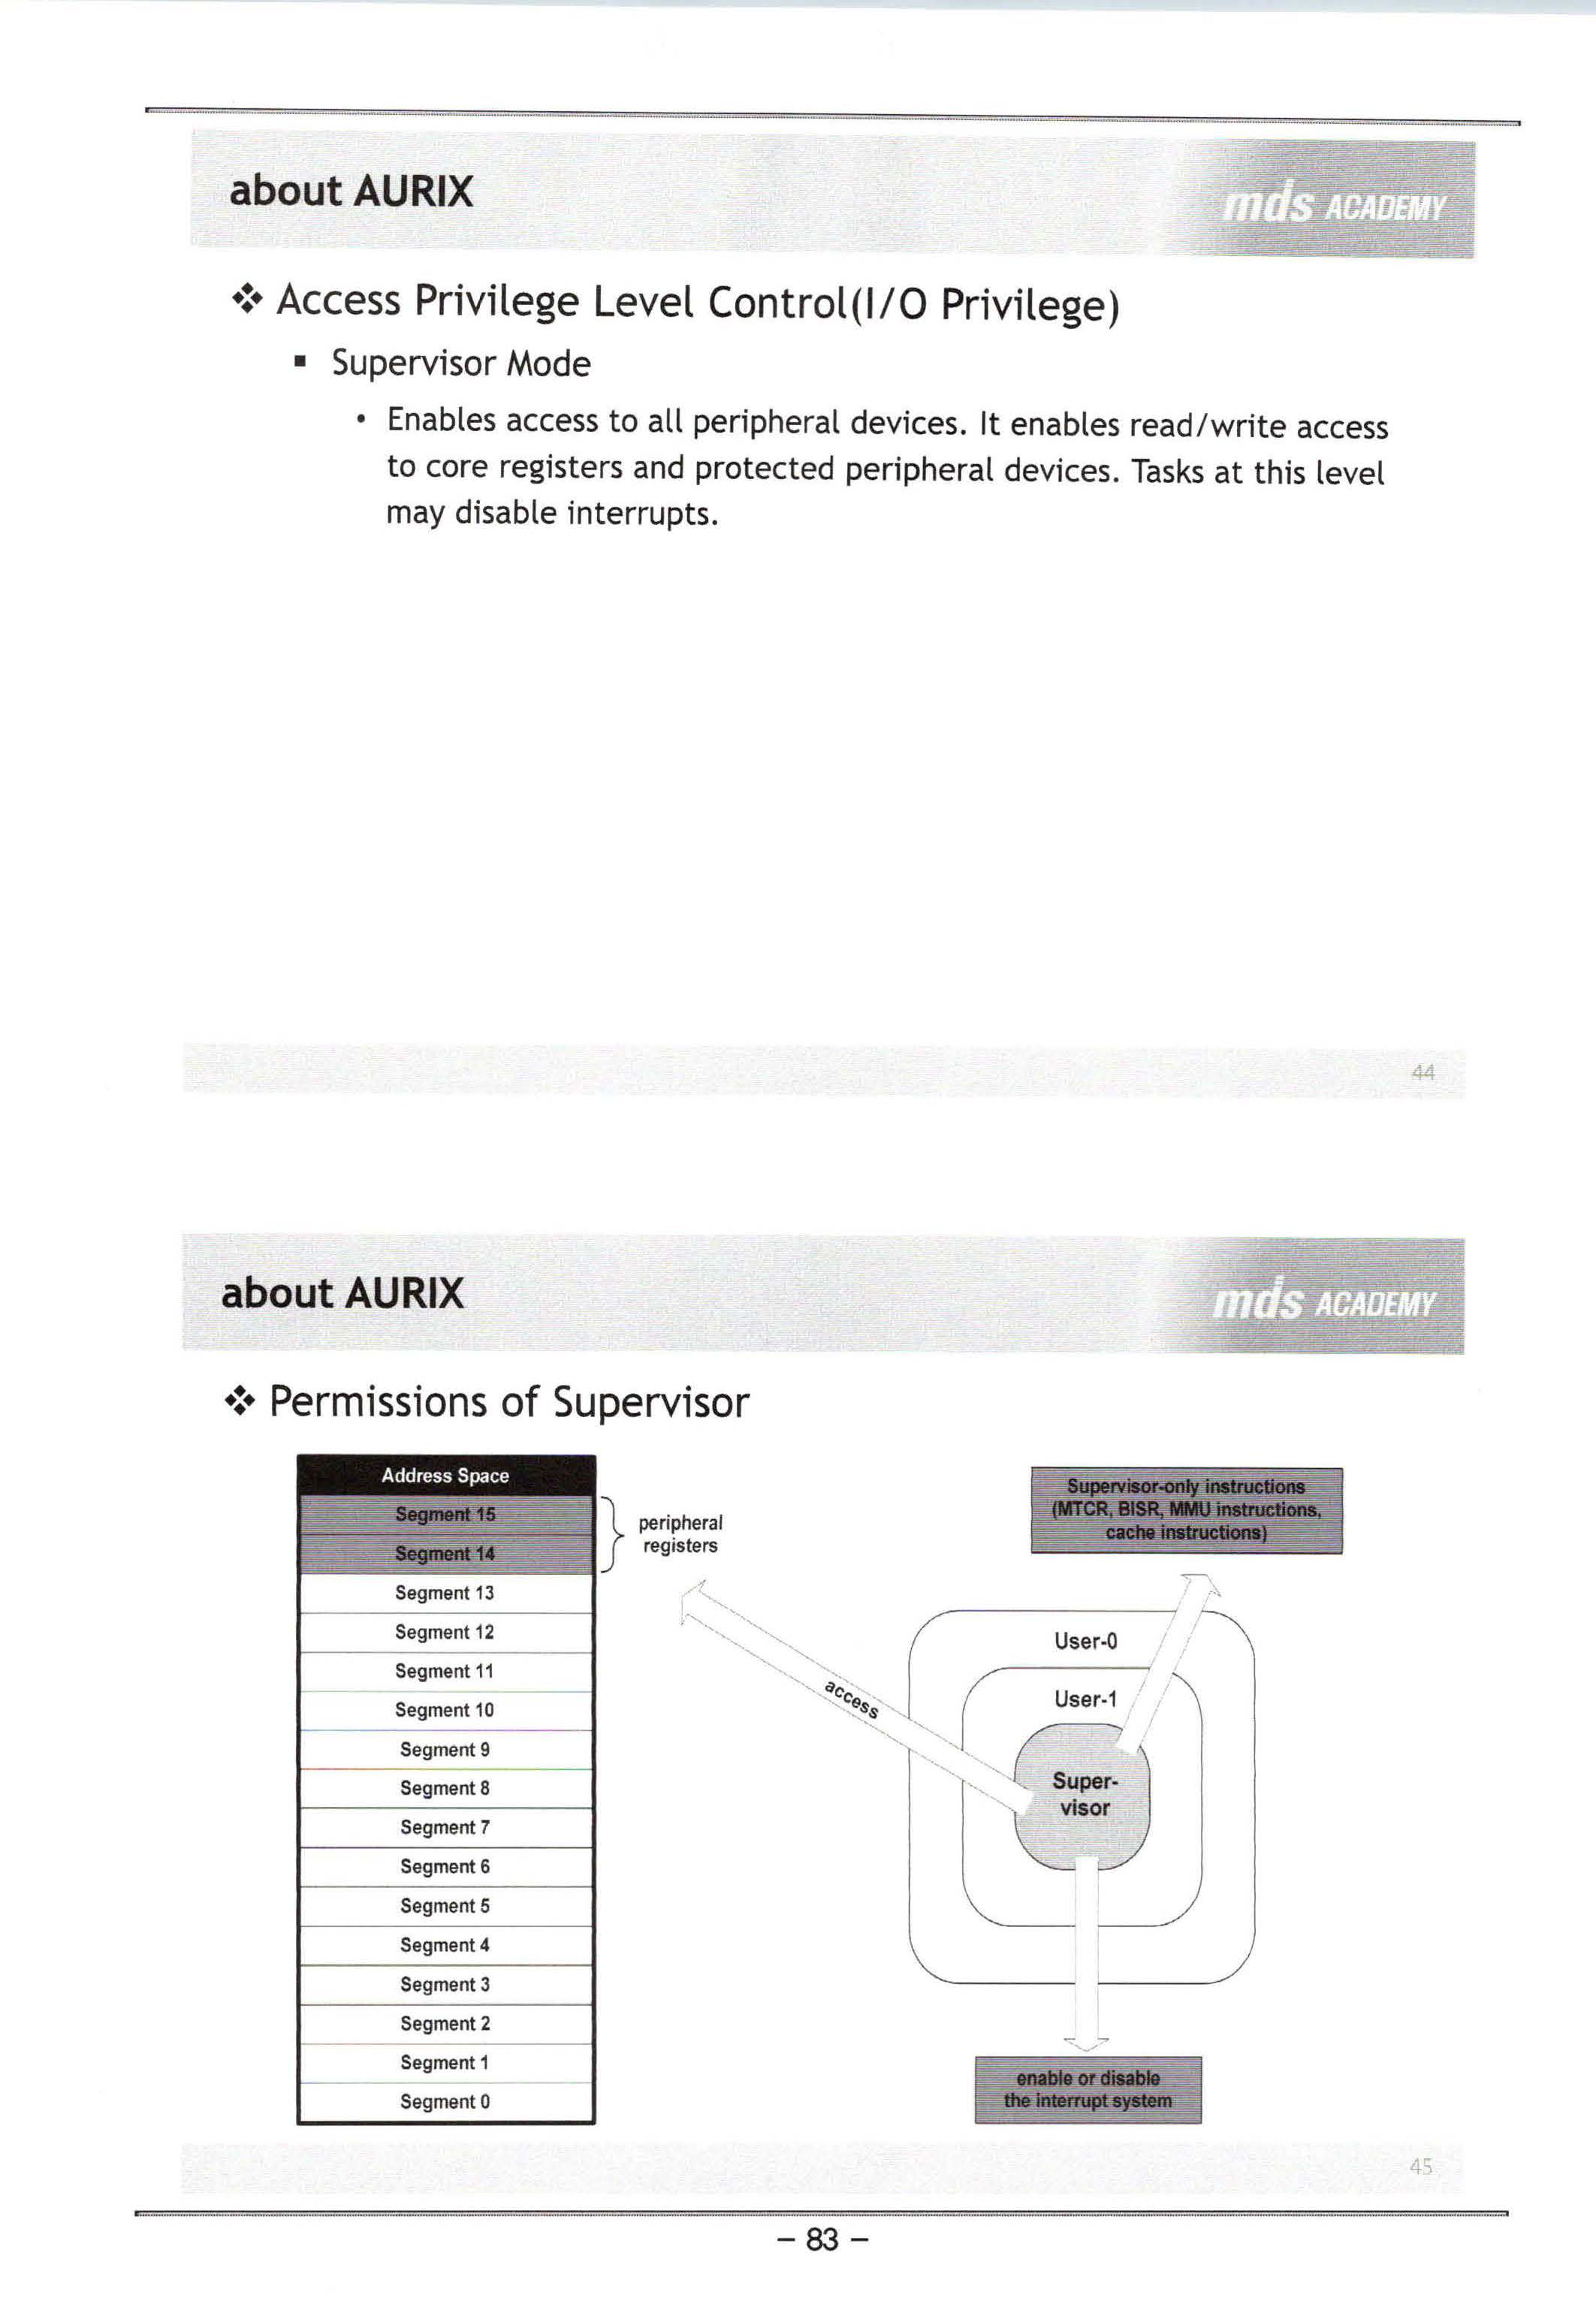 about AURIX
mds ACADEMY
Access Privilege Level Control(I/O Privilege)
Supervisor Mode
Enables access to all peripheral devices. It enables read/write access
to core registers and protected peripheral devices. Tasks at this level
may disable interrupts.
44
about AURIX
mds ACADEMY
Permissions of Supervisor
Address Space
Segment 15
Segment 14
Segment 13
Segment 12
Segment 11
Segment 10
Segment 9
Segment 8
Segment 7
Segment 6
Segment 5
Segment 4
Segment 3
Segment 2
Segment 1
Segment 0
peripheral
registers
access
Supervisor-only instructions
(MTCR, BISR, MMU instructions,
cache instructions)
User-0
User-1
Super-
visor
enable or disable
the interrupt system
45
- 83 -